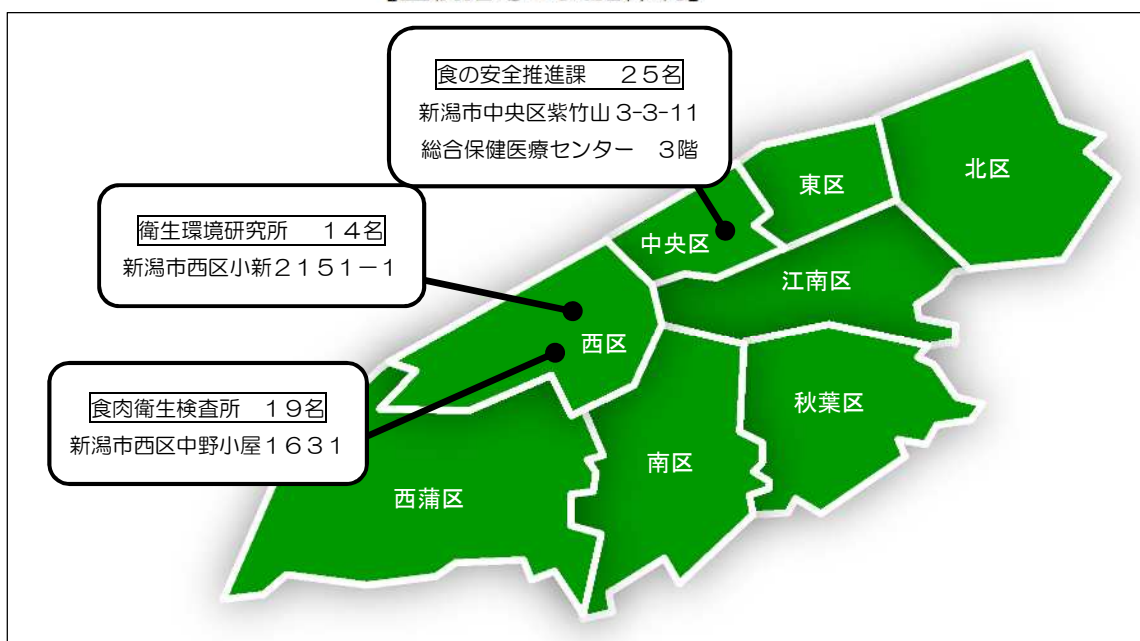 食の安全推進課　２５名
新潟市中央区紫竹山3-3-11
総合保健医療センター　３階
衛生環境研究所　１４名
新潟市西区小新２１５１－１
食肉衛生検査所　１９名
新潟市西区中野小屋１６３１
北区
東区
中央区
江南区
西区
秋葉区
南区
西蒲区